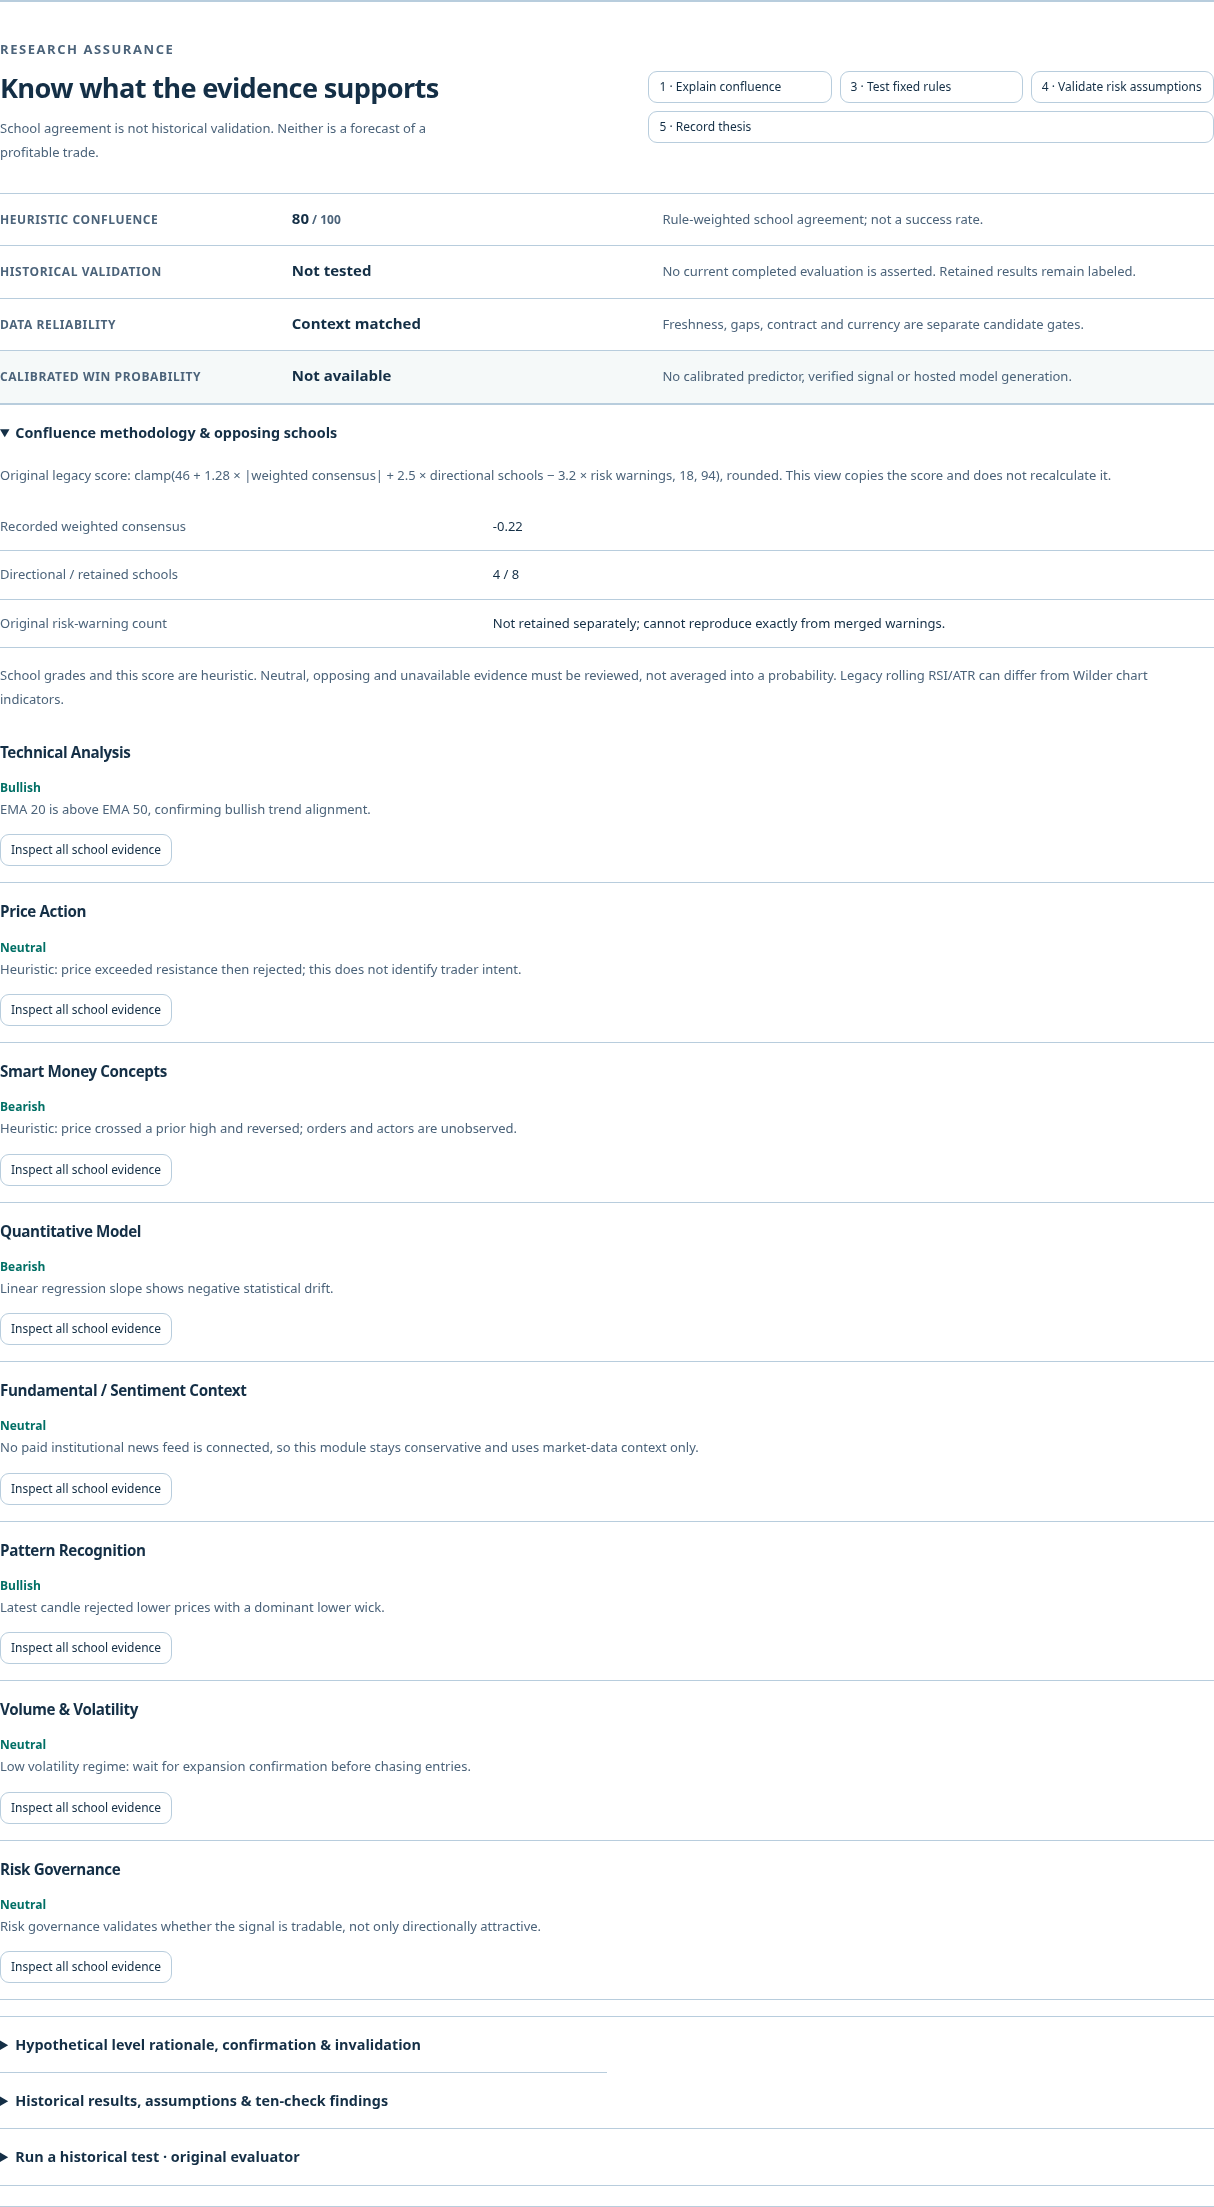 RESEARCH ASSURANCE
Know what the evidence supports
School agreement is not historical validation. Neither is a forecast of a
profitable trade.
1 · Explain confluence
3 · Test fixed rules
4 · Validate risk assumptions
5 · Record thesis
HEURISTIC CONFLUENCE
80 / 100
Rule-weighted school agreement; not a success rate.
HISTORICAL VALIDATION
Not tested
No current completed evaluation is asserted. Retained results remain labeled.
DATA RELIABILITY
Context matched
Freshness, gaps, contract and currency are separate candidate gates.
CALIBRATED WIN PROBABILITY
Not available
No calibrated predictor, verified signal or hosted model generation.
▼ Confluence methodology & opposing schools
Original legacy score: clamp(46 + 1.28 × |weighted consensus| + 2.5 × directional schools − 3.2 × risk warnings, 18, 94), rounded. This view copies the score and does not recalculate it.
Recorded weighted consensus
-0.22
Directional / retained schools
4 / 8
Original risk-warning count
Not retained separately; cannot reproduce exactly from merged warnings.
School grades and this score are heuristic. Neutral, opposing and unavailable evidence must be reviewed, not averaged into a probability. Legacy rolling RSI/ATR can differ from Wilder chart
indicators.
Technical Analysis
Bullish
EMA 20 is above EMA 50, confirming bullish trend alignment.
Inspect all school evidence
Price Action
Neutral
Heuristic: price exceeded resistance then rejected; this does not identify trader intent.
Inspect all school evidence
Smart Money Concepts
Bearish
Heuristic: price crossed a prior high and reversed; orders and actors are unobserved.
Inspect all school evidence
Quantitative Model
Bearish
Linear regression slope shows negative statistical drift.
Inspect all school evidence
Fundamental / Sentiment Context
Neutral
No paid institutional news feed is connected, so this module stays conservative and uses market-data context only.
Inspect all school evidence
Pattern Recognition
Bullish
Latest candle rejected lower prices with a dominant lower wick.
Inspect all school evidence
Volume & Volatility
Neutral
Low volatility regime: wait for expansion confirmation before chasing entries.
Inspect all school evidence
Risk Governance
Neutral
Risk governance validates whether the signal is tradable, not only directionally attractive.
Inspect all school evidence
▶ Hypothetical level rationale, confirmation & invalidation
▶ Historical results, assumptions & ten-check findings
▶ Run a historical test · original evaluator